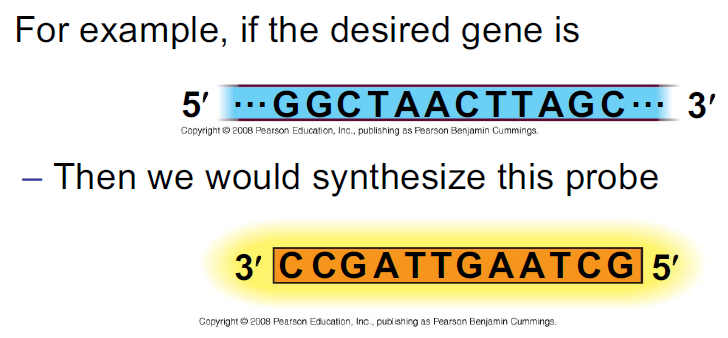 For example, if the desired gene is
5′ ···GGCTAACTTAGC··· 3′
Copyright © 2008 Pearson Education, Inc., publishing as Pearson Benjamin Cummings.
– Then we would synthesize this probe
3′ CCGATTGAATCG 5′
Copyright © 2008 Pearson Education, Inc., publishing as Pearson Benjamin Cummings.